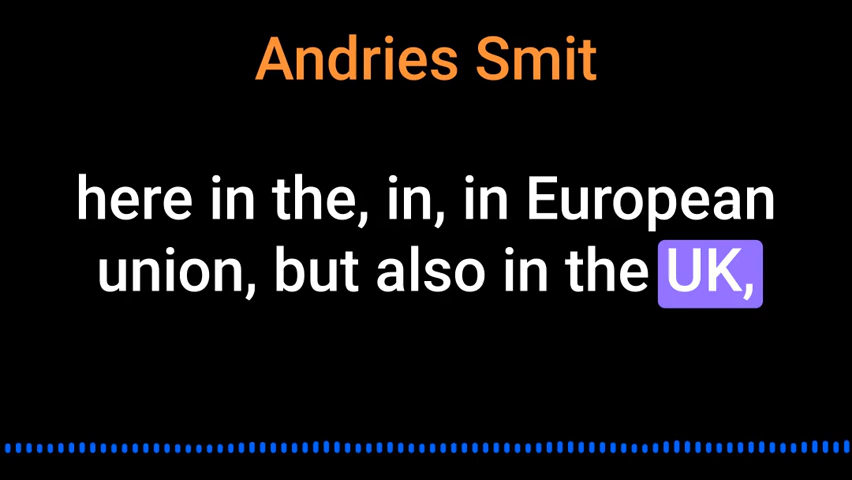 Andries Smit
here in the, in, in European
union, but also in the UK,